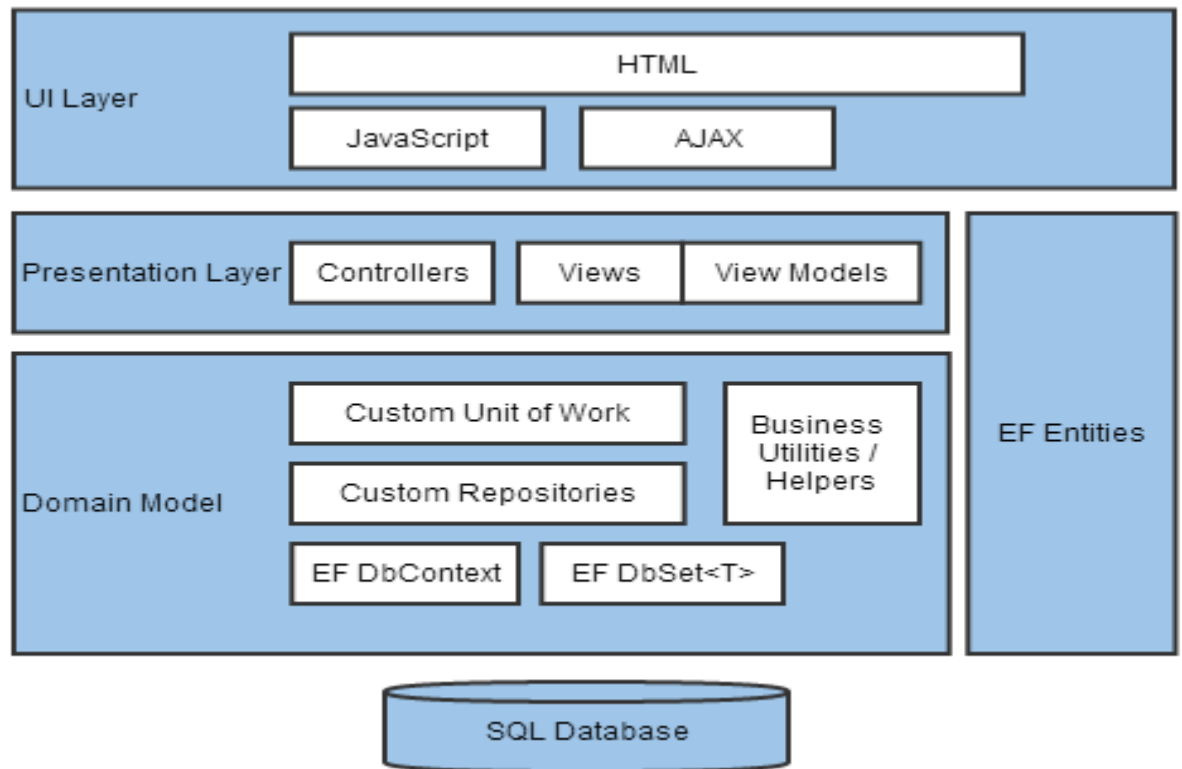 UI Layer
HTML
JavaScript
AJAX
Presentation Layer
Controllers
Views
View Models
Domain Model
Custom Unit of Work
Custom Repositories
Business
Utilities /
Helpers
EF DbContext
EF DbSet<T>
EF Entities
SQL Database